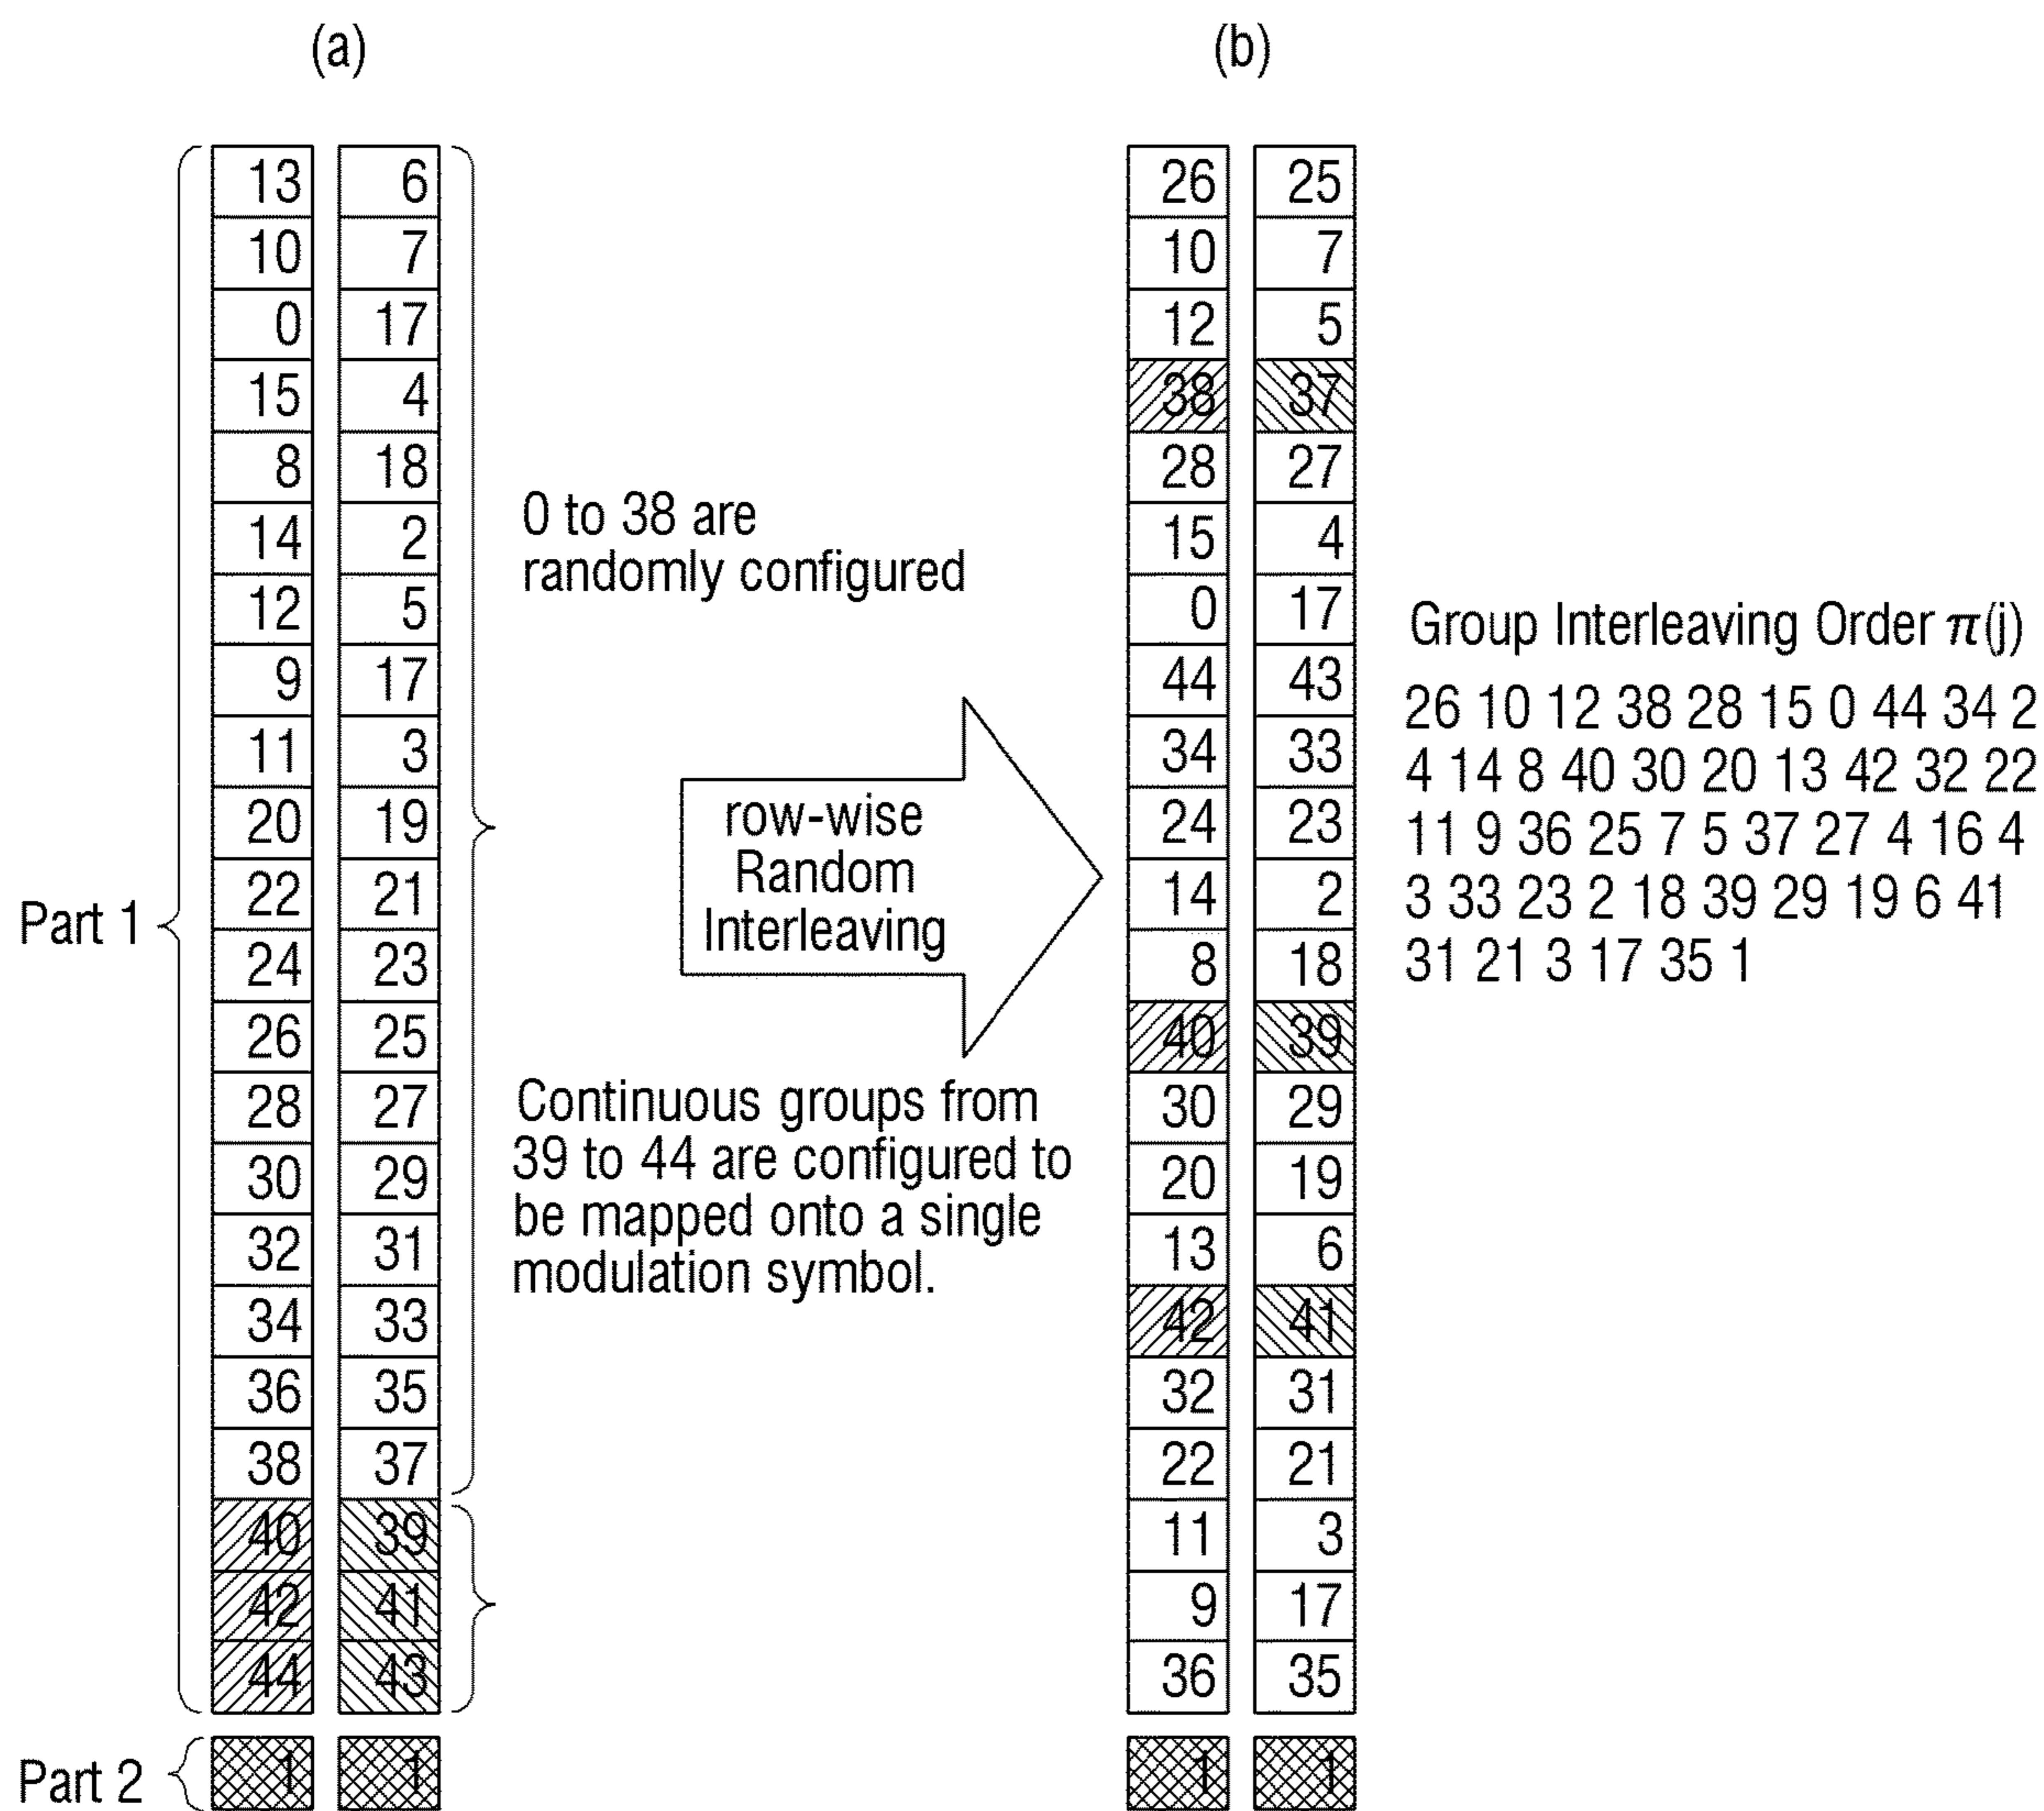 (a)
(b)
13 6
10 7
0 17
15 4
8 18
14 2
12 5
9 17
11 3
20 19
22 21
24 23
26 25
28 27
30 29
32 31
34 33
36 35
38 37
40 39
42 41
44 43
1 1
Part 1
Part 2
0 to 38 are
randomly configured
row-wise
Random
Interleaving
Continuous groups from
39 to 44 are configured to
be mapped onto a single
modulation symbol.
26 25
10 7
12 5
38 37
28 27
15 4
0 17
44 43
34 33
24 23
14 2
8 18
40 39
30 29
20 19
13 6
42 41
32 31
22 21
11 3
9 17
36 35
1 1
Group Interleaving Order π(j)
26 10 12 38 28 15 0 44 34 2
4 14 8 40 30 20 13 42 32 22
11 9 36 25 7 5 37 27 4 16 4
3 33 23 2 18 39 29 19 6 41
31 21 3 17 35 1